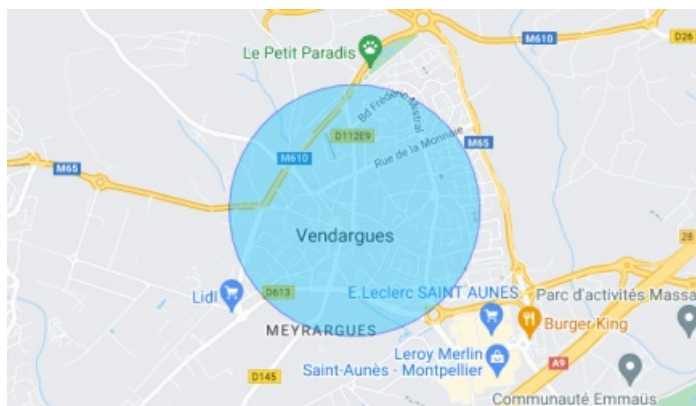 M610
D26
Le Petit Paradis
Bd Frédéric Mistral
D112E9
Rue de la Monnaie
M65
M610
M65
Vendargues
28
D613
Lidl
E.Leclerc SAINT AUNES
Parc d'activités Massa
Burger King
MEYRARGUES
Leroy Merlin
Saint-Aunès - Montpellier
A9
D145
Communauté Emmaüs